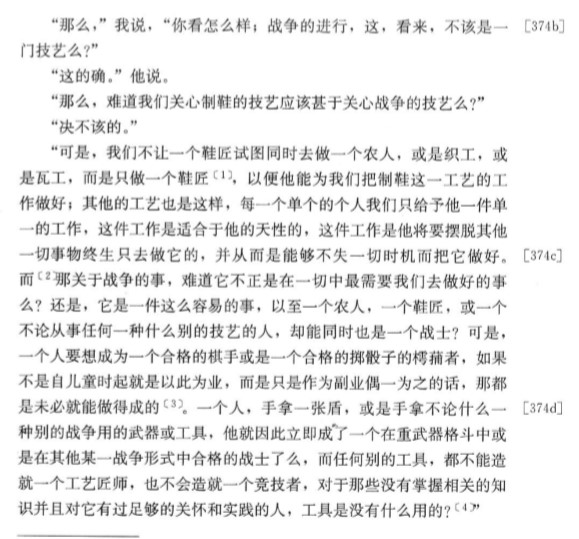 “那么，”我说，“你看怎么样；战争的进行，这，看来，不该是一 [374b]
门技艺么？”
“这的确。”他说。
“那么，难道我们关心制鞋的技艺应该甚于关心战争的技艺么？”
“决不该的。”
“可是，我们不让一个鞋匠试图同时去做一个农人，或是织工，或
是瓦工，而是只做一个鞋匠〔1〕，以便他能为我们把制鞋这一工艺的工
作做好；其他的工艺也是这样，每一个单个的个人我们只给予他一件单
一的工作，这件工作是适合于他的天性的，这件工作是他将要摆脱其他
一切事物终生只去做它的，并从而是能够不失一切时机而把它做好。 [374c]
而〔2〕那关于战争的事，难道它不正是在一切中最需要我们去做好的事
么？还是，它是一件这么容易的事，以至一个农人，一个鞋匠，或一个
不论从事任何一种什么别的技艺的人，却能同时也是一个战士？可是，
一个人要想成为一个合格的棋手或是一个合格的掷骰子的樗蒱者，如果
不是自儿童时起就是以此为业，而是只是作为副业偶一为之的话，那都
是未必就能做得成的〔3〕。一个人，手拿一张盾，或是手拿不论什么一 [374d]
种别的战争用的武器或工具，他就因此立即成了一个在重武器格斗中或
是在其他某一战争形式中合格的战士了么，而任何别的工具，都不能造
就一个工艺匠师，也不会造就一个竞技者，对于那些没有掌握相关的知
识并且对它有过足够的关怀和实践的人，工具是没有什么用的？〔4〕”